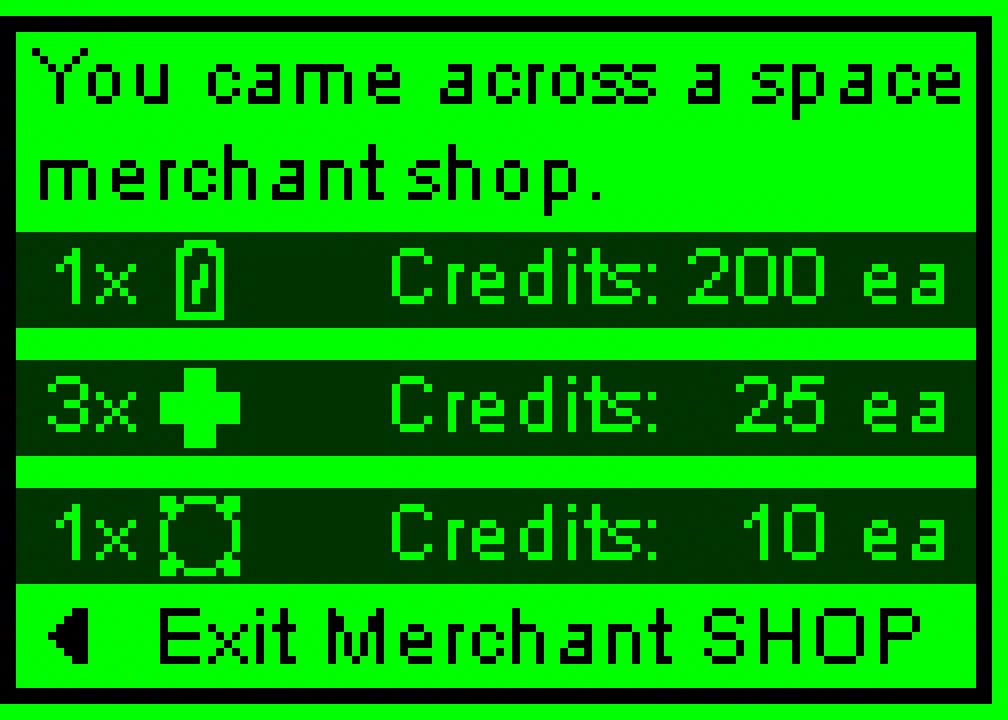 You came across a space
merchant shop.
1x Credits: 200 ea
3x Credits: 25 ea
1x Credits: 10 ea
Exit Merchant SHOP